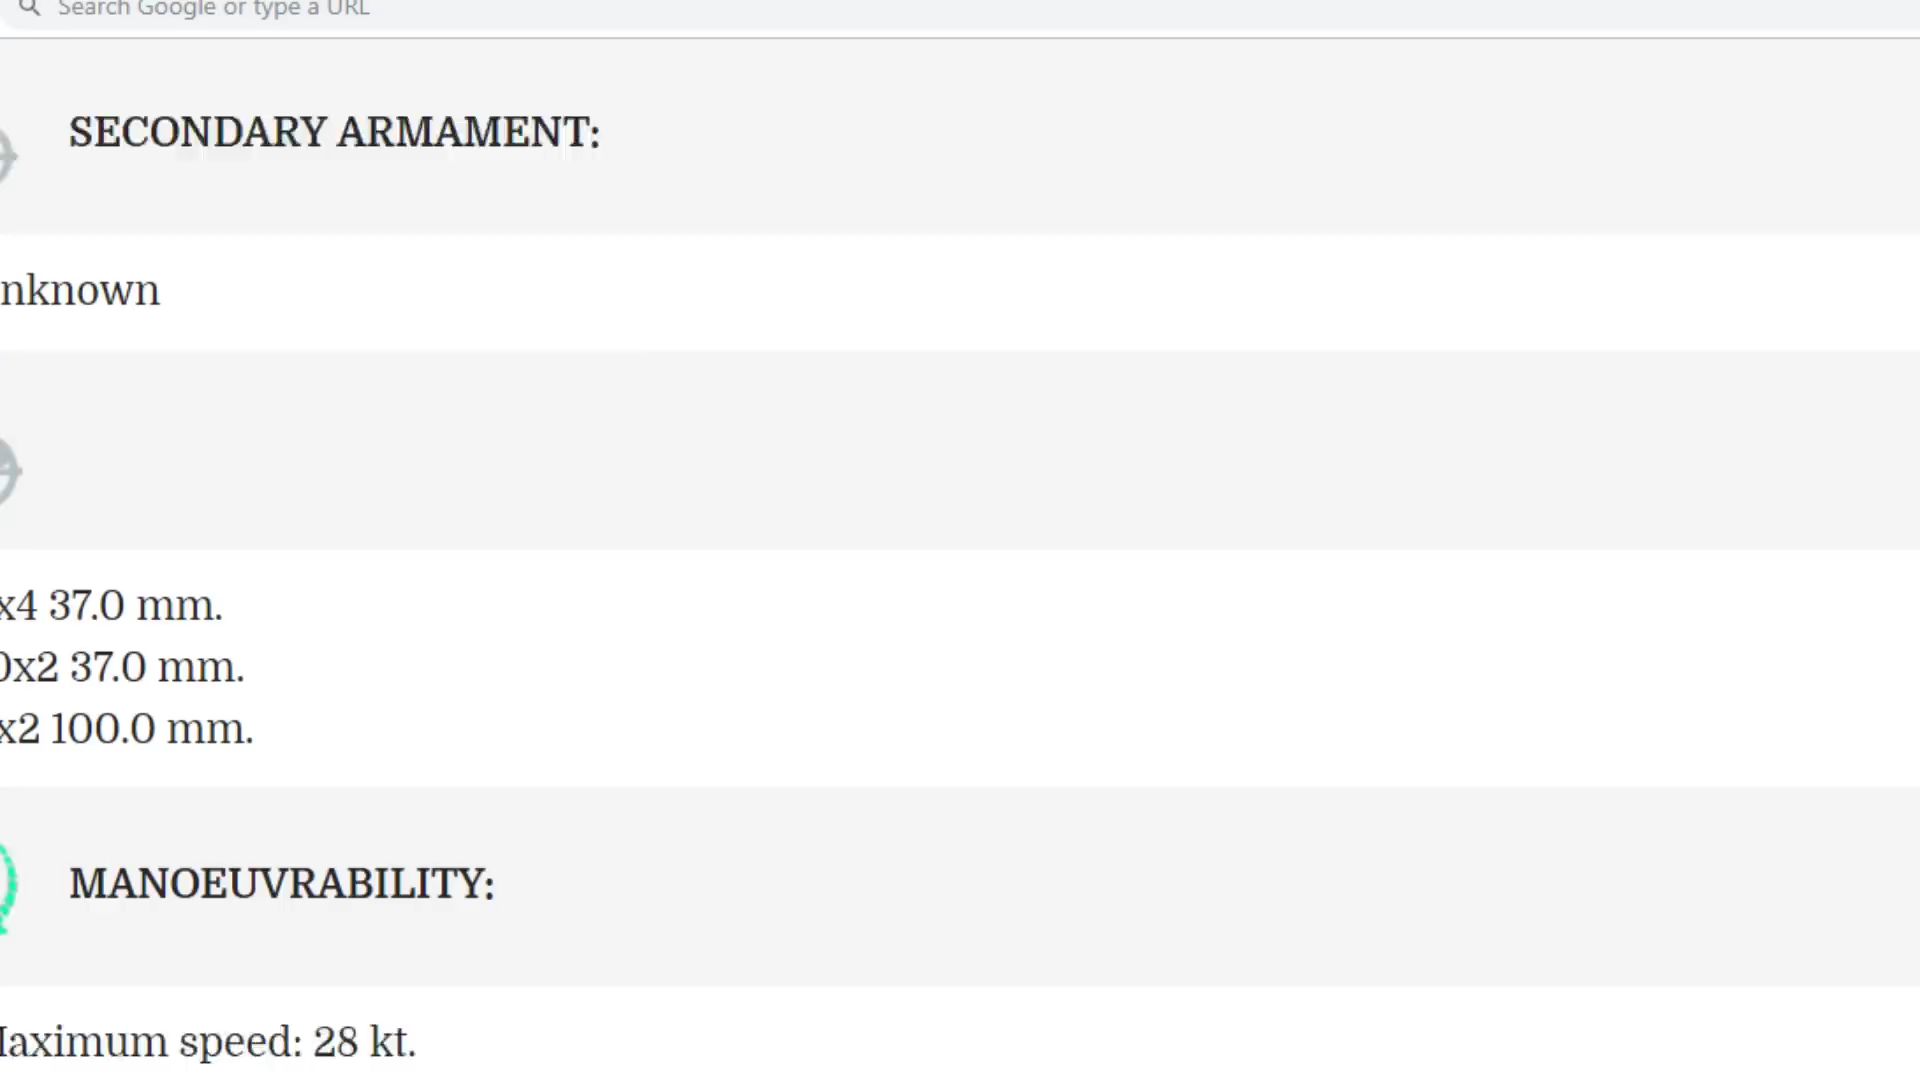 Search Google or type a URL
SECONDARY ARMAMENT:
nknown
x4 37.0 mm.
0x2 37.0 mm.
x2 100.0 mm.
MANOEUVRABILITY:
Maximum speed: 28 kt.